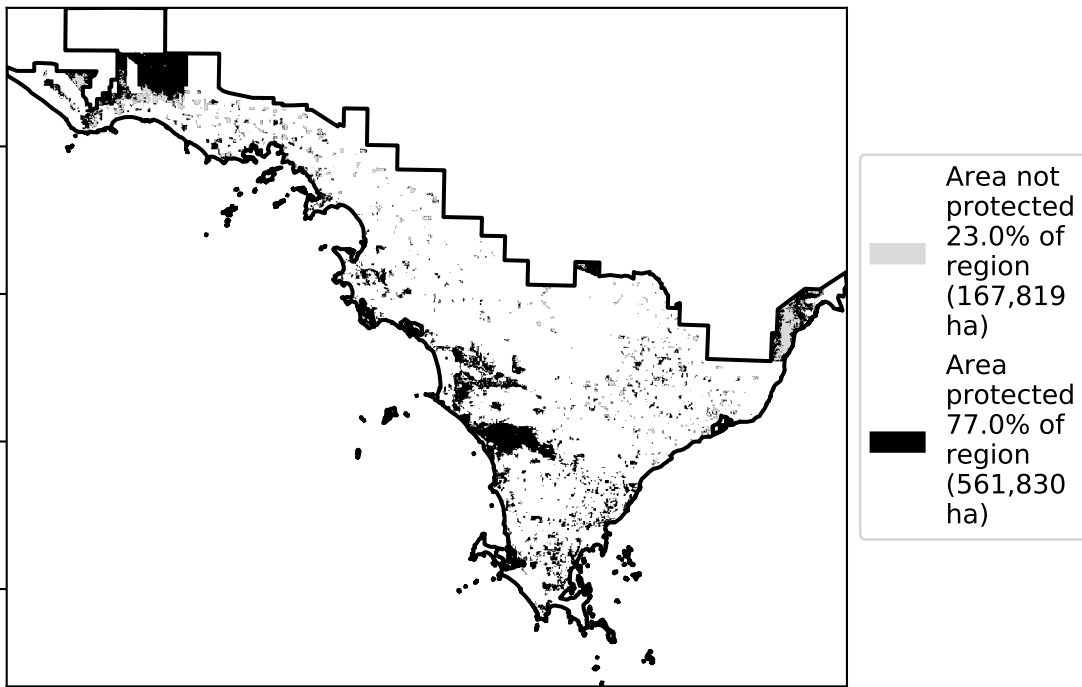 Area not
protected
23.0% of
region
(167,819
ha)
Area
protected
77.0% of
region
(561,830
ha)